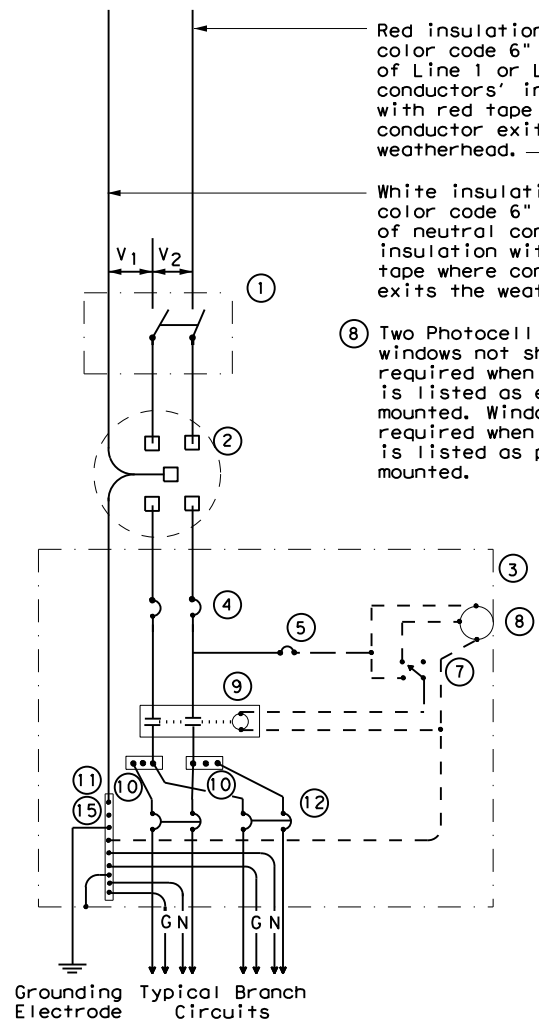 Red insulation
color code 6"
of Line 1 or L
conductors' in
with red tape
conductor exit
weatherhead.
White insulati
color code 6"
of neutral con
insulation wit
tape where con
exits the weat
V1 V2
1
8 Two Photocell
windows not sh
required when
is listed as e
mounted. Window
required when
is listed as p
mounted.
2
3
4
5
8
7
9
11
10
10
12
15
G N
G N
Grounding
Electrode
Typical Branch
Circuits